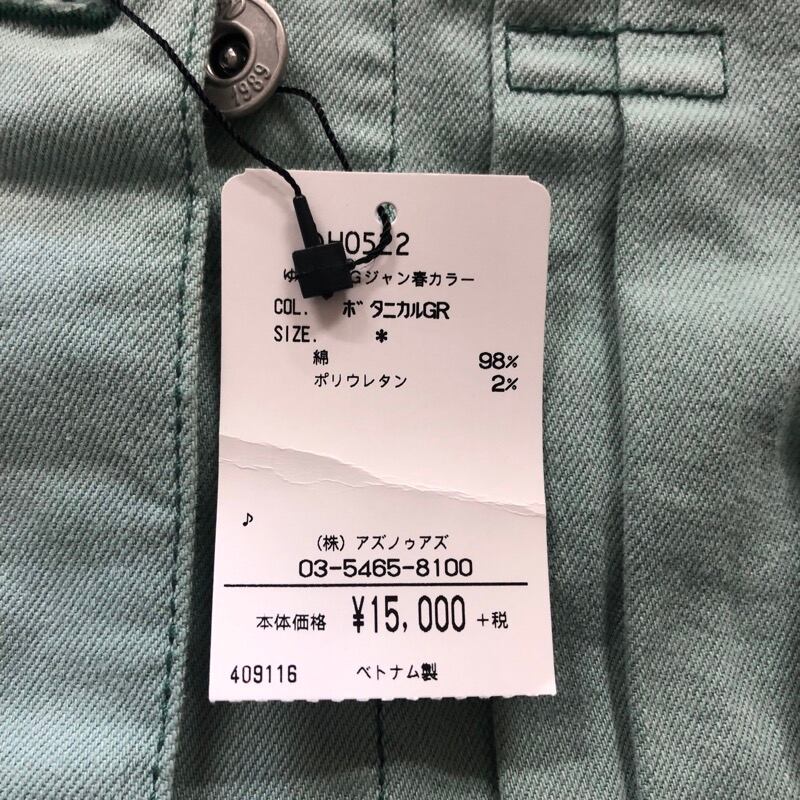 1989
H0522
Gジャン春カラー
COL. ボタニカルGR
SIZE. *
綿 98%
ポリウレタン 2%
♪
(株) アズノゥアズ
03-5465-8100
本体価格 ¥15,000 +税
409116 ベトナム製